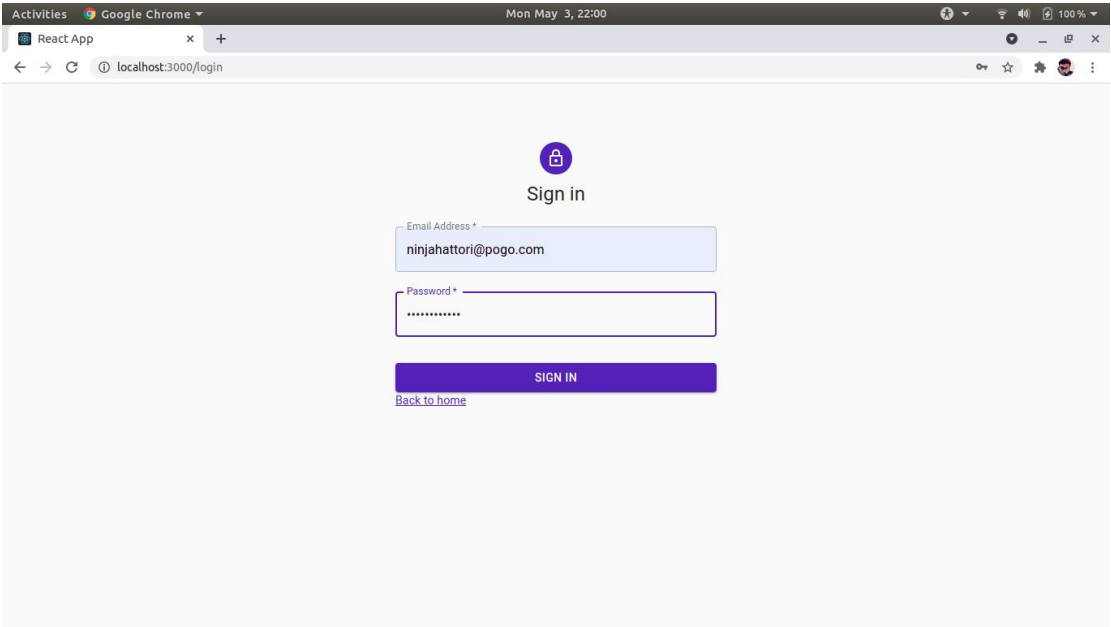 Activities Google Chrome Mon May 3, 22:00 100 %
React App
localhost:3000/login
Sign in
Email Address *
ninjahattori@pogo.com
Password *
••••••••••••
SIGN IN
Back to home